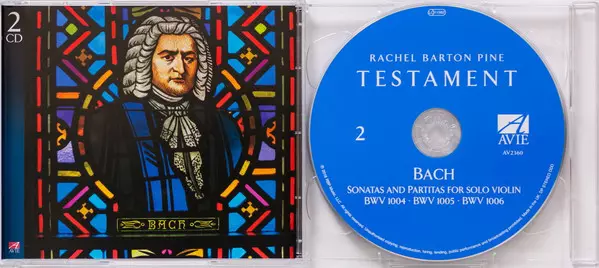 2
CD
BACH
AVIE
RACHEL BARTON PINE
TESTAMENT
2
AVIE
AV2360
BACH
SONATAS AND PARTITAS FOR SOLO VIOLIN
BWV 1004 · BWV 1005 · BWV 1006